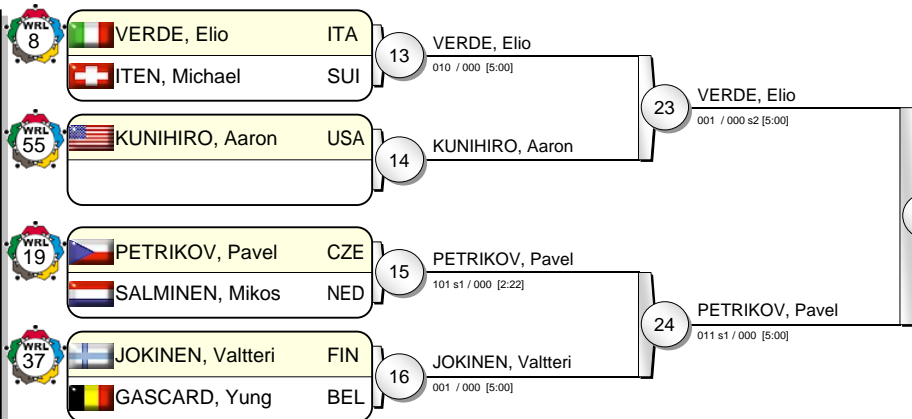 WRL
8
VERDE, Elio ITA
ITEN, Michael SUI
13
VERDE, Elio
010 / 000 [5:00]
WRL
55
KUNIHIRO, Aaron USA
14
KUNIHIRO, Aaron
23
VERDE, Elio
001 / 000 s2 [5:00]
WRL
19
PETRIKOV, Pavel CZE
SALMINEN, Mikos NED
15
PETRIKOV, Pavel
101 s1 / 000 [2:22]
WRL
37
JOKINEN, Valtteri FIN
GASCARD, Yung BEL
16
JOKINEN, Valtteri
001 / 000 [5:00]
24
PETRIKOV, Pavel
011 s1 / 000 [5:00]